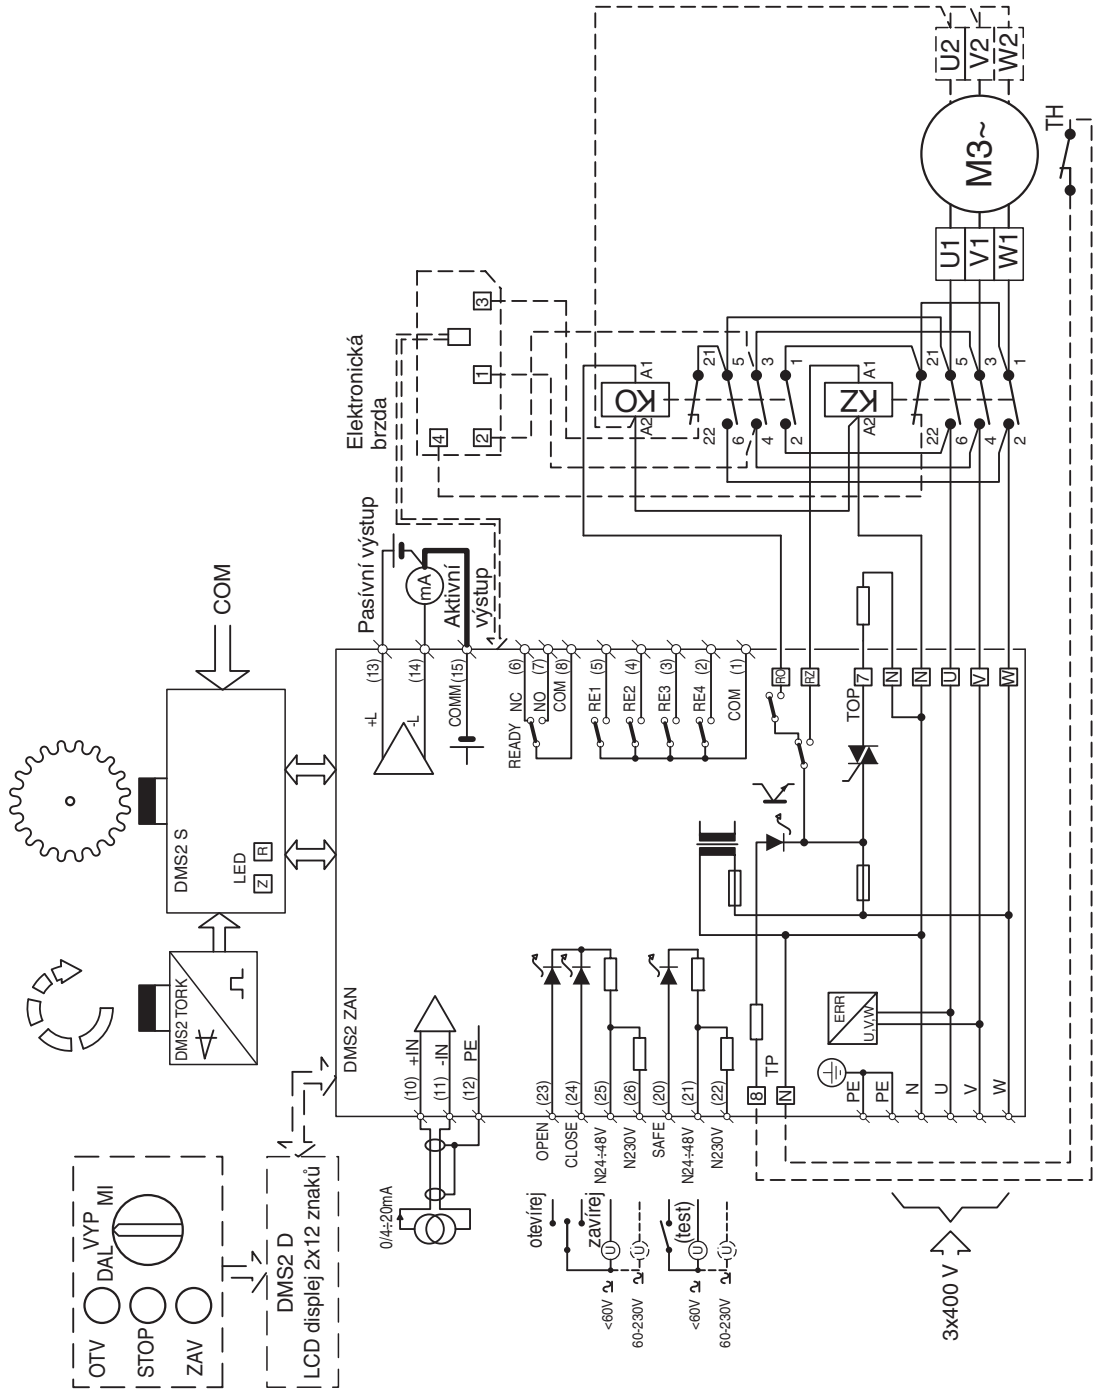 OTV
STOP
ZAV
DAL
VYP
MI
DMS2 D
LCD displej 2x12 znaků
DMS2 TORK
DMS2 S
LED
Z
R
COM
DMS2 ZAN
0/4÷20mA
(10) +IN
(11) -IN
(12) PE
Pasívní výstup
Aktivní
výstup
mA
+L (13)
-L (14)
COMM (15)
READY
NC (6)
NO (7)
COM (8)
RE1 (5)
RE2 (4)
RE3 (3)
RE4 (2)
COM (1)
Elektronická
brzda
1
2
3
4
otevírej
zavírej
(test)
<60V
60-230V
<60V
60-230V
U
U
U
U
OPEN (23)
CLOSE (24)
N24÷48V (25)
N230V (26)
SAFE (20)
N24÷48V (21)
N230V (22)
8
TP
N
ERR
U,V,W
PE
PE
N
U
V
W
3x400 V
RO
RZ
TOP
7
N
N
U
V
W
KO
A1
A2
21
5
3
1
22
6
4
2
KZ
A1
A2
21
5
3
1
22
6
4
2
U1
V1
W1
M3~
U2
V2
W2
TH